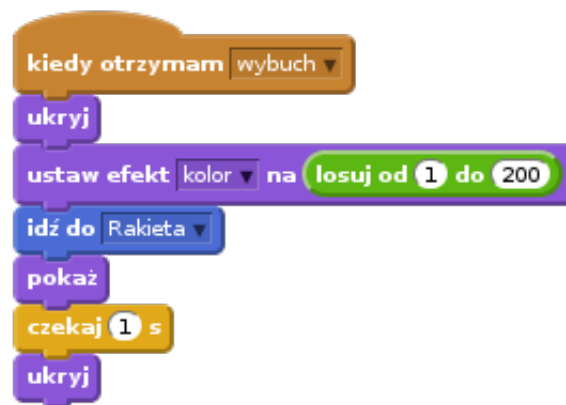 kiedy otrzymam wybuch
ukryj
ustaw efekt kolor na losuj od 1 do 200
idź do Rakieta
pokaż
czekaj 1 s
ukryj